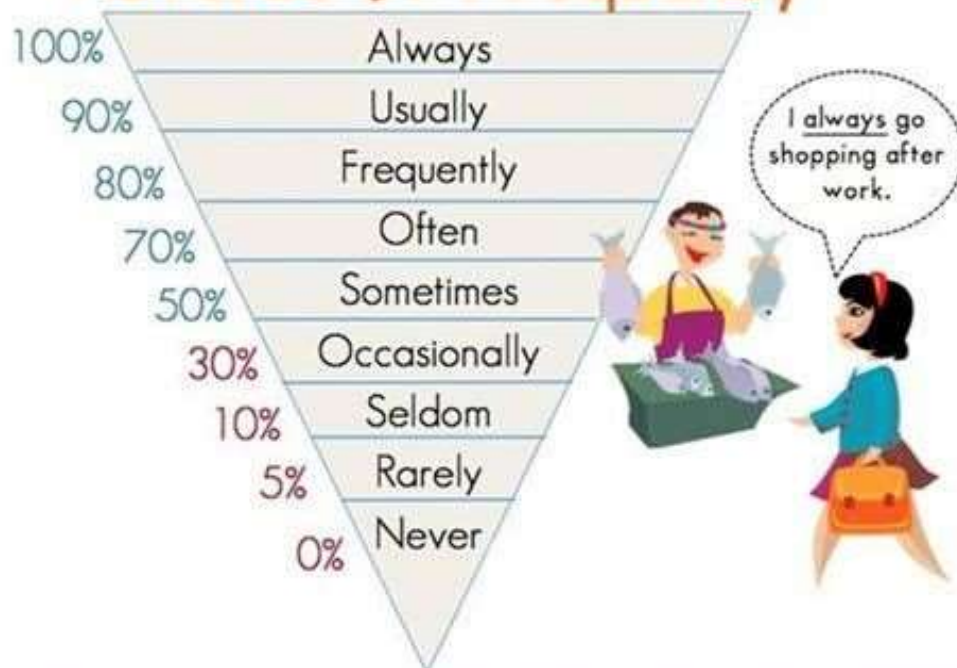 100% Always
90% Usually
80% Frequently
70% Often
50% Sometimes
30% Occasionally
10% Seldom
5% Rarely
0% Never
I always go
shopping after
work.